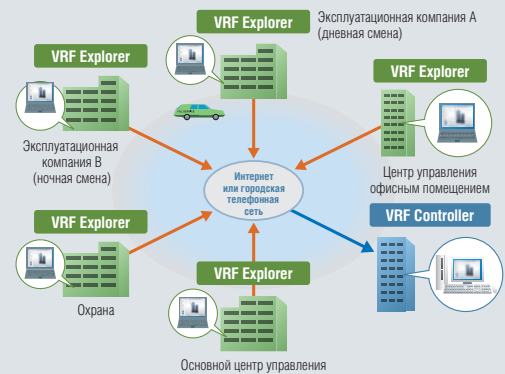 VRF Explorer
Эксплуатационная компания А
(дневная смена)
VRF Explorer
Эксплуатационная
компания В
(ночная смена)
VRF Explorer
Центр управления
офисным помещением
Интернет
или городская
телефонная
сеть
VRF Explorer
Охрана
VRF Explorer
Основной центр управления
VRF Controller